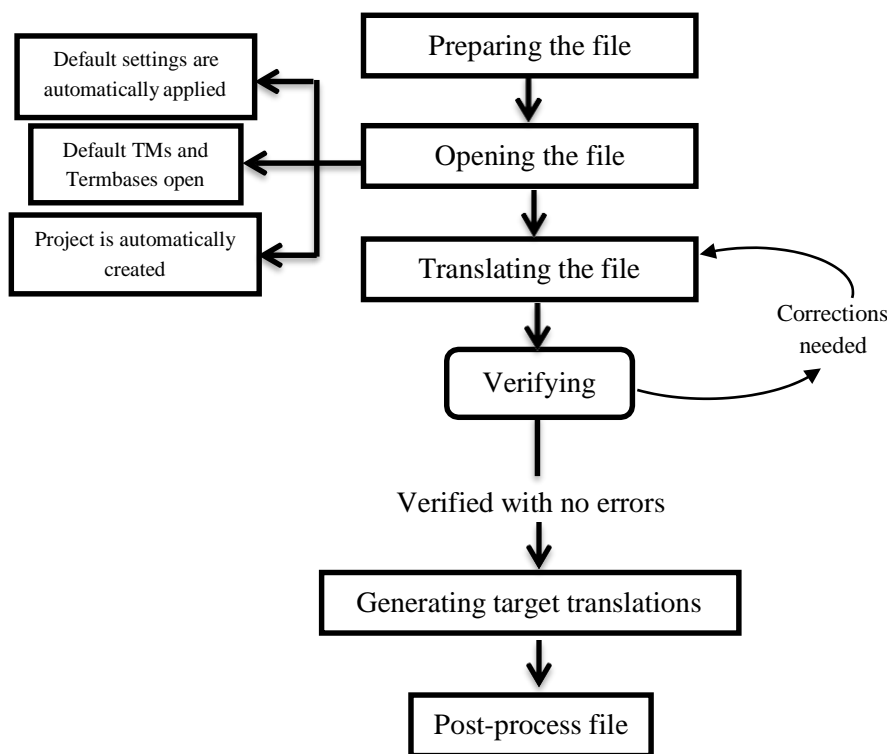 Preparing the file
Default settings are
automatically applied
Opening the file
Default TMs and
Termbases open
Project is automatically
created
Translating the file
Corrections
needed
Verifying
Verified with no errors
Generating target translations
Post-process file